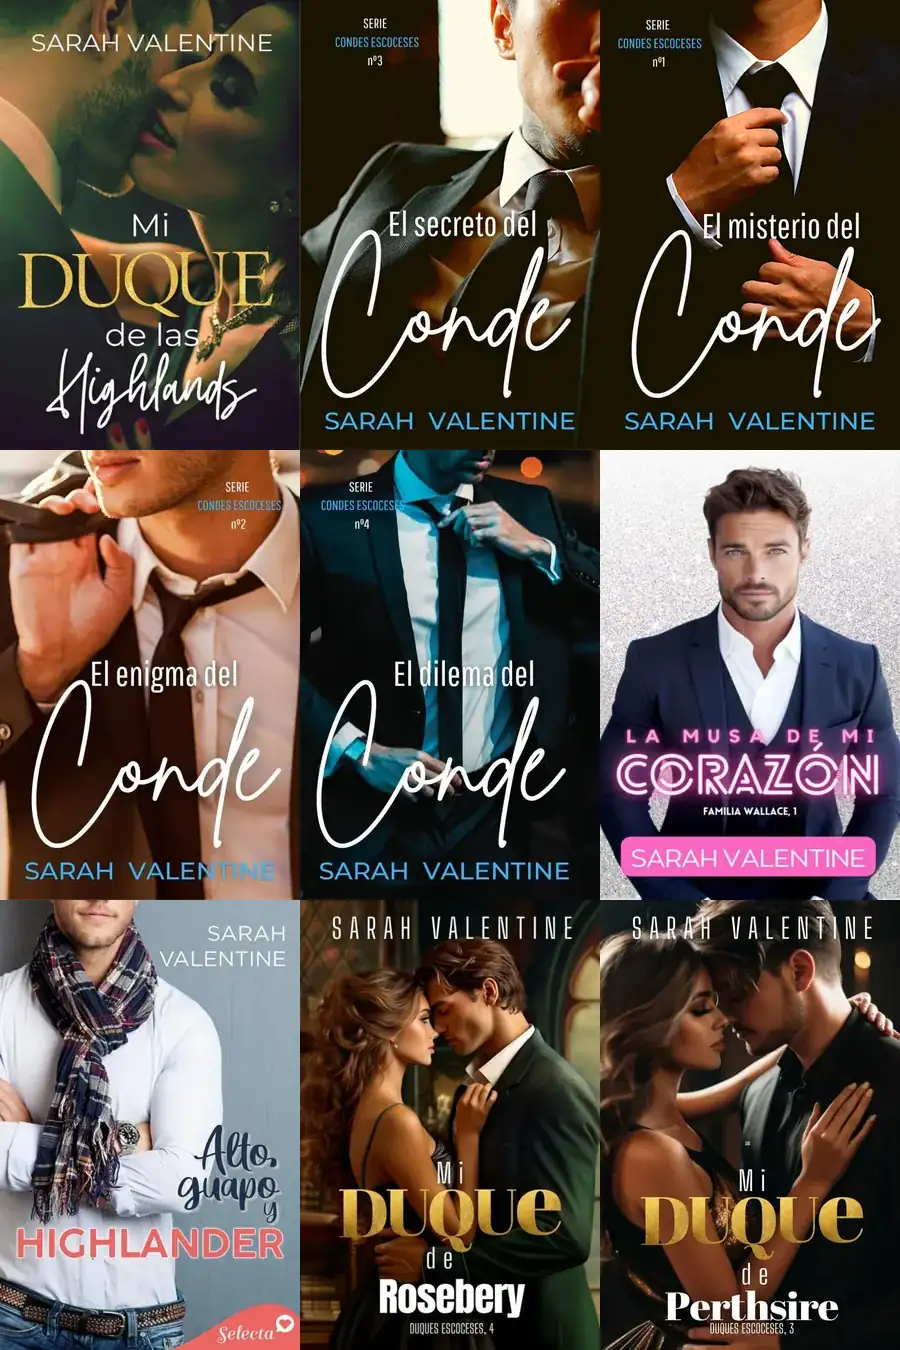 SARAH VALENTINE
Mi
DUQUE
de las
Highlands
SERIE
CONDES ESCOCESES
nº3
El secreto del
Conde
SARAH VALENTINE
SERIE
CONDES ESCOCESES
nº1
El misterio del
Conde
SARAH VALENTINE
SERIE
CONDES ESCOCESES
nº2
El enigma del
Conde
SARAH VALENTINE
SERIE
CONDES ESCOCESES
nº4
El dilema del
Conde
SARAH VALENTINE
LA MUSA DE MI
CORAZÓN
FAMILIA WALLACE, 1
SARAH VALENTINE
SARAH
VALENTINE
Alto,
guapo
y
HIGHLANDER
Selecta
SARAH VALENTINE
Mi
DUQUE
de
Rosebery
DUQUES ESCOCESES, 4
SARAH VALENTINE
Mi
DUQUE
de
Perthsire
DUQUES ESCOCESES, 3